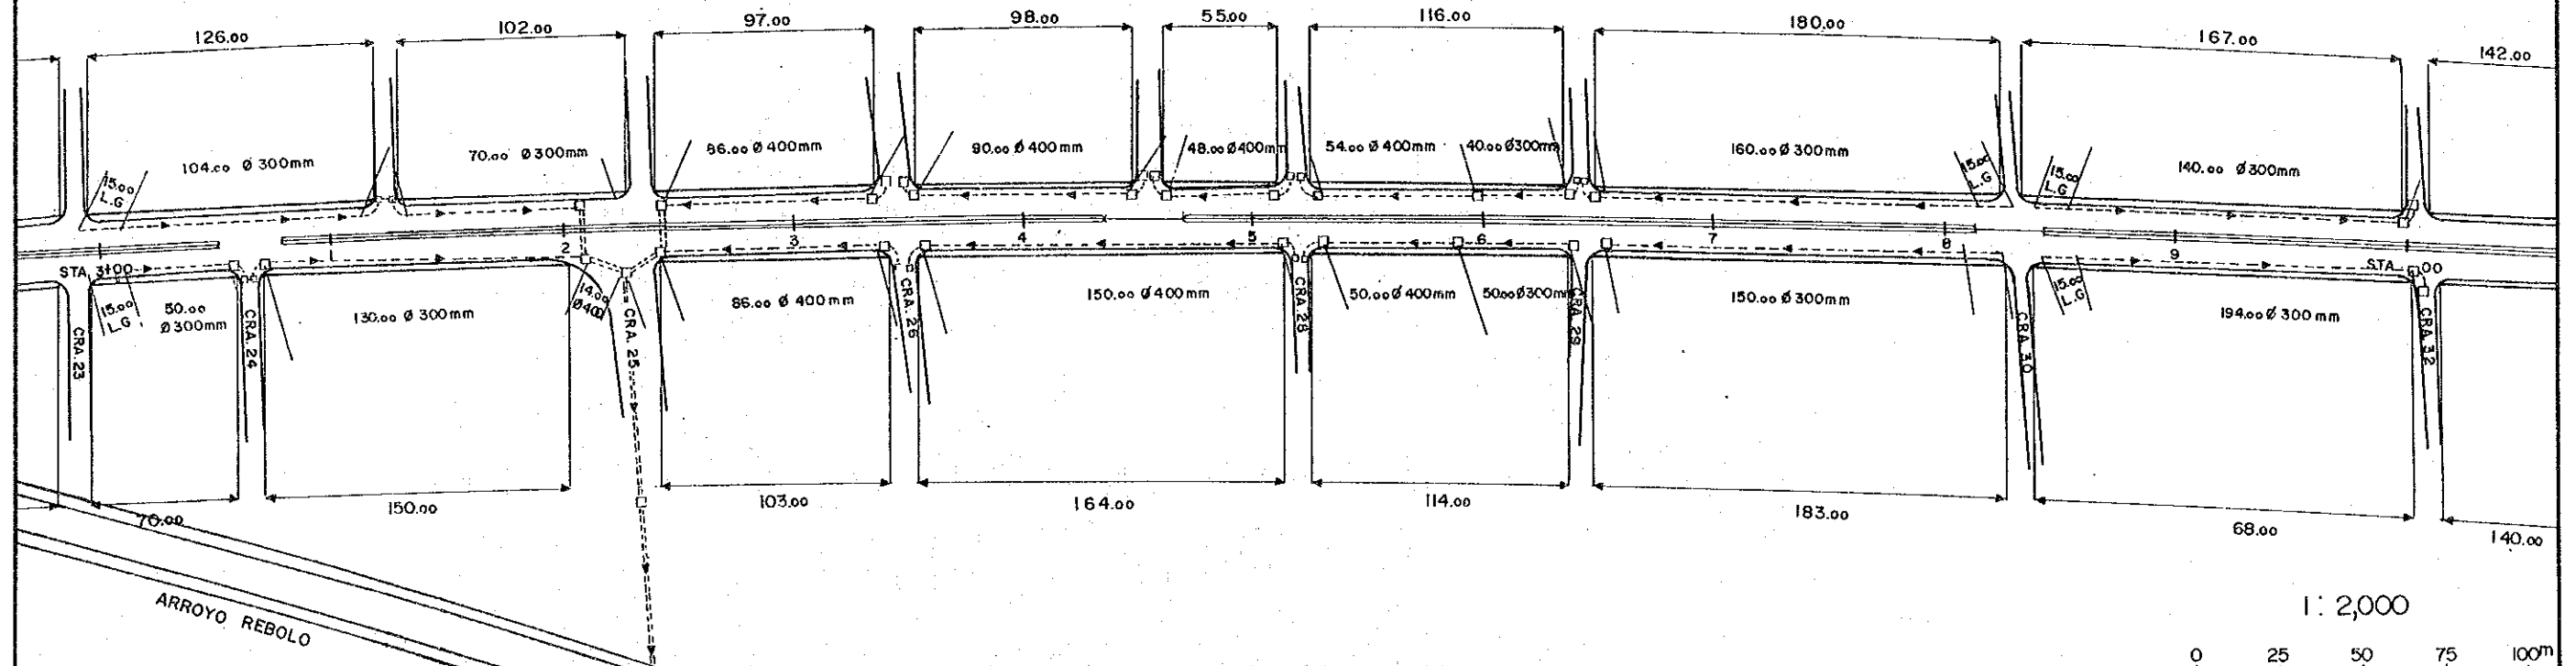 126.00
102.00
97.00
98.00
55.00
116.00
180.00
167.00
142.00
104.00 Ø 300mm
70.00 Ø 300mm
86.00 Ø 400mm
90.00 Ø 400mm
48.00 Ø 400mm
54.00 Ø 400mm
40.00 Ø 300mm
160.00 Ø 300mm
140.00 Ø 300mm
15.00
L.G
15.00
L.G
15.00
L.G
STA. 3+00
1
2
3
4
5
6
7
8
9
STA. 00
15.00
L.G
50.00
Ø 300mm
130.00 Ø 300mm
14.00
Ø 400
86.00 Ø 400mm
150.00 Ø 400mm
50.00 Ø 400mm
50.00 Ø 300mm
150.00 Ø 300mm
15.00
L.G
194.00 Ø 300mm
CRA. 23
CRA. 24
CRA. 25
CRA. 26
CRA. 28
CRA. 29
CRA. 30
CRA. 32
70.00
150.00
103.00
164.00
114.00
183.00
68.00
140.00
ARROYO REBOLO
1: 2,000
0 25 50 75 100m